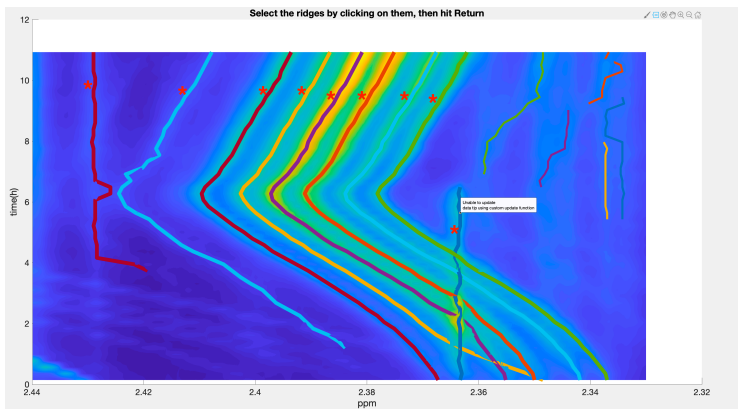 Select the ridges by clicking on them, then hit Return
12
10
8
6
4
2
0
time(h)
Unable to update
data tip using custom update function
2.44
2.42
2.4
2.38
2.36
2.34
2.32
ppm